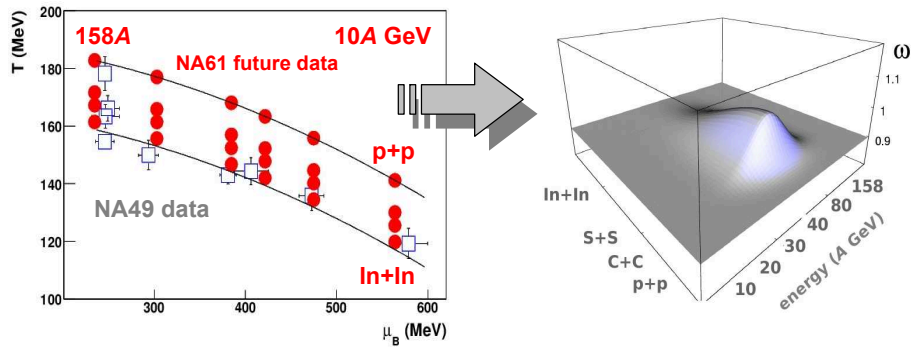 T (MeV)
200
180
160
140
120
100
158A
10A GeV
NA61 future data
p+p
NA49 data
In+In
300
400
500
600
μB (MeV)
ω
1.1
1
0.9
In+In
S+S
C+C
p+p
10
20
30
40
80
158
energy (A GeV)